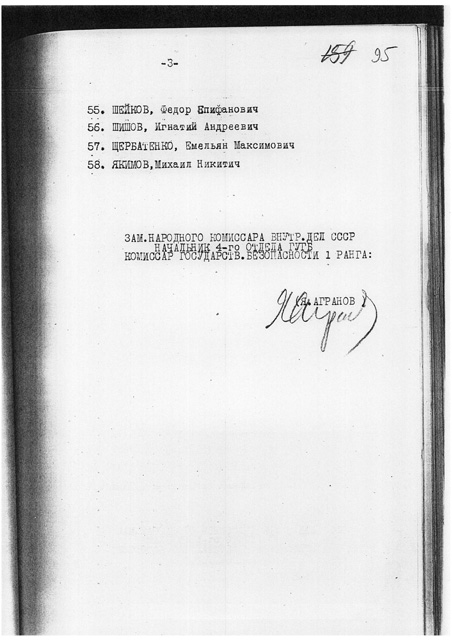 -3-
159 95
55. ШЕЙКОВ, Федор Епифанович
56. ШИШОВ, Игнатий Андреевич
57. ЩЕРБАТЕНКО, Емельян Максимович
58. ЯКИМОВ,Михаил Никитич
ЗАМ.НАРОДНОГО КОМИССАРА ВНУТР.ДЕЛ СССР
НАЧАЛЬНИК 4-го ОТДЕЛА ГУГБ
КОМИССАР ГОСУДАРСТВ.БЕЗОПАСНОСТИ 1 РАНГА:
(Я.АГРАНОВ)